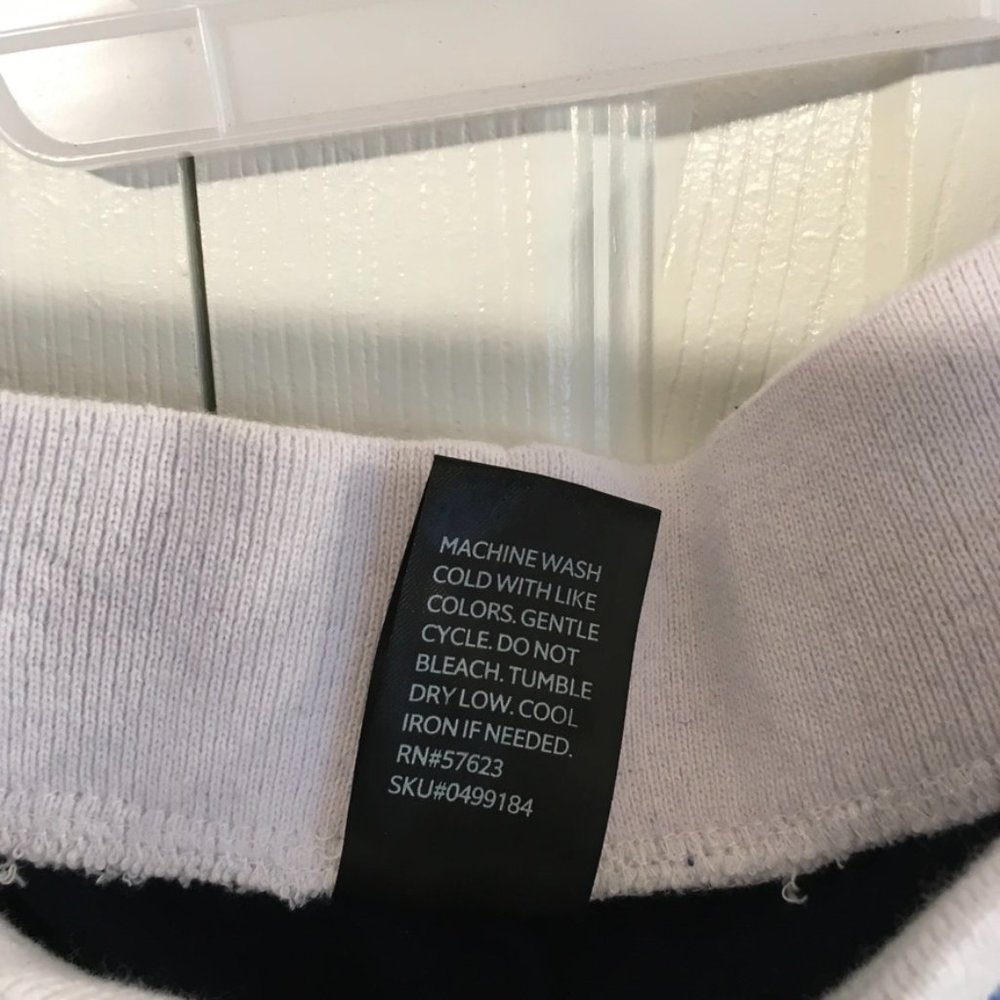 MACHINE WASH
COLD WITH LIKE
COLORS. GENTLE
CYCLE. DO NOT
BLEACH. TUMBLE
DRY LOW. COOL
IRON IF NEEDED.
RN#57623
SKU#0499184